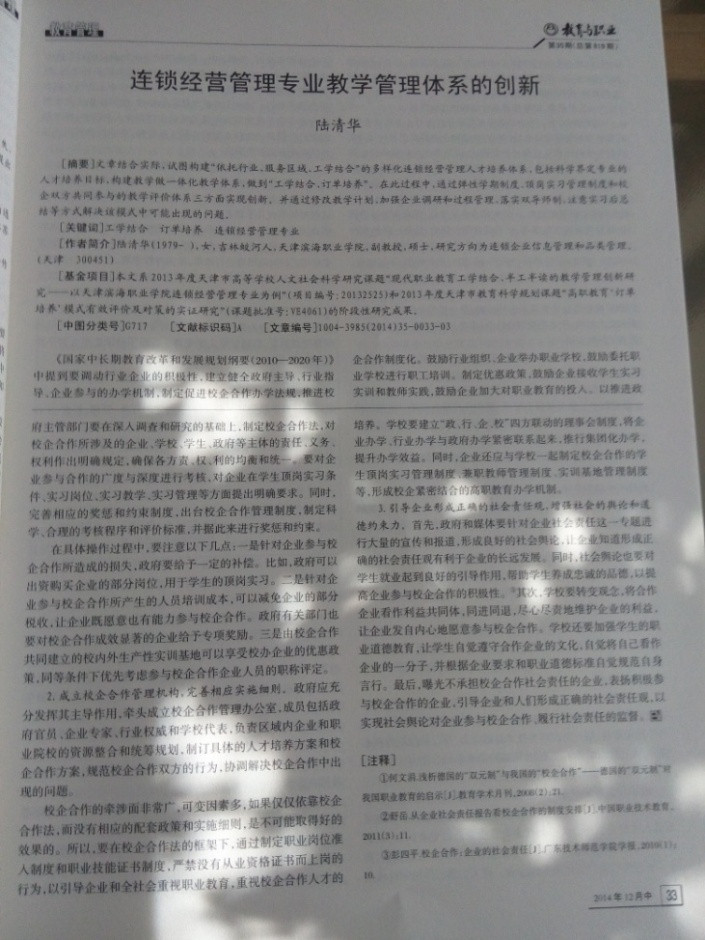 教育管理
教育与职业
第35期(总第819期)
连锁经营管理专业教学管理体系的创新
陆清华
[摘要]文章结合实际,试图构建“依托行业、服务区域、工学结合”的多样化连锁经营管理人才培养体系,包括科学界定专业的
人才培养目标,构建教学做一体化教学体系,做到“工学结合、订单培养”。在此过程中,通过弹性学期制度、顶岗实习管理制度和校
企双方共同参与的教学评价体系三方面实现创新。并通过修改教学计划,加强企业调研和过程管理,落实双导师制,注意实习后总
结等方式解决该模式中可能出现的问题。
[关键词]工学结合 订单培养 连锁经营管理专业
[作者简介]陆清华(1979- ),女,吉林蛟河人,天津滨海职业学院,副教授,硕士,研究方向为连锁企业信息管理和品类管理。
(天津 300451)
[基金项目]本文系2013年度天津市高等学校人文社会科学研究课题“现代职业教育工学结合、半工半读的教学管理创新研
究——以天津滨海职业学院连锁经营管理专业为例”(项目编号:20132525)和2013年度天津市教育科学规划课题“高职教育‘订单
培养’模式有效评价及对策的实证研究”(课题批准号:VE4061)的阶段性研究成果。
[中图分类号]G717 [文献标识码]A [文章编号]1004-3985(2014)35-0033-03
《国家中长期教育改革和发展规划纲要(2010—2020年)》
中提到要调动行业企业的积极性,建立健全政府主导、行业指
导、企业参与的办学机制,制定促进校企合作办学法规,推进校
企合作制度化。鼓励行业组织、企业举办职业学校,鼓励委托职
业学校进行职工培训。制定优惠政策,鼓励企业接收学生实习
实训和教师实践,鼓励企业加大对职业教育的投入。以推进政
府主管部门要在深入调查和研究的基础上,制定校企合作法,对
校企合作所涉及的企业、学校、学生、政府等主体的责任、义务、
权利作出明确规定,确保各方责、权、利的均衡和统一。要对企
业参与合作的广度与深度进行考核,对企业在学生顶岗实习条
件、实习岗位、实习教学、实习管理等方面提出明确要求。同时,
完善相应的奖惩和约束制度,出台校企合作管理制度,制定科
学、合理的考核程序和评价标准,并据此来进行奖惩和约束。
在具体操作过程中,要注意以下几点:一是针对企业参与校
企合作所造成的损失,政府要给予一定的补偿。比如,政府可以
出资购买企业的部分岗位,用于学生的顶岗实习。二是针对企
业参与校企合作所产生的人员培训成本,可以减免企业的部分
税收,让企业既愿意也有能力参与校企合作。政府有关部门也
要对校企合作成效显著的企业给予专项奖励。三是由校企合作
共同建立的校内外生产性实训基地可以享受校办企业的优惠政
策,同等条件下优先考虑参与校企合作企业人员的职称评定。
2.成立校企合作管理机构,完善相应实施细则。政府应充
分发挥其主导作用,牵头成立校企合作管理办公室,成员包括政
府官员、企业专家、行业权威和学校代表,负责区域内企业和职
业院校的资源整合和统筹规划,制订具体的人才培养方案和校
企合作方案,规范校企合作双方的行为,协调解决校企合作中出
现的问题。
校企合作的牵涉面非常广,可变因素多,如果仅仅依靠校企
合作法,而没有相应的配套政策和实施细则,是不可能取得好的
效果的。所以,要在校企合作法的框架下,通过制定职业岗位准
入制度和职业技能证书制度,严禁没有从业资格证书而上岗的
行为,以引导企业和全社会重视职业教育,重视校企合作人才的
培养。学校要建立“政、行、企、校”四方联动的理事会制度,将企
业办学、行业办学与政府办学紧密联系起来,推行集团化办学,
提升办学效益。同时,企业还应与学校一起制定校企合作的学
生顶岗实习管理制度、兼职教师管理制度、实训基地管理制度
等,形成校企紧密结合的高职教育办学机制。
3.引导企业形成正确的社会责任观,增强社会的舆论和道
德约束力。首先,政府和媒体要针对企业社会责任这一专题进
行大量的宣传和报道,形成良好的社会舆论,让企业知道形成正
确的社会责任观有利于企业的长远发展。同时,社会舆论也要对
学生就业起到良好的引导作用,帮助学生养成忠诚的品德,以提
高企业参与校企合作的积极性。其次,学校要转变观念,将合作
企业看作利益共同体,同进同退,尽心尽责地维护企业的利益,
让企业发自内心地愿意参与校企合作。学校还要加强学生的职
业道德教育,让学生自觉遵守合作企业的文化,自觉将自己看作
企业的一分子,并根据企业要求和职业道德标准自觉规范自身
言行。最后,曝光不承担校企合作社会责任的企业,表扬积极参
与校企合作的企业,引导企业和人们形成正确的社会责任观,以
实现社会舆论对企业参与校企合作、履行社会责任的监督。
[注释]
①何文娟.浅析德国的“双元制”与我国的“校企合作”——德国的“双元制”对
我国职业教育的启示[J].教育学术月刊,2008(2):21.
②舒岳.从企业社会责任报告看校企合作的制度安排[J].中国职业技术教育,
2011(3):11.
③彭四平.校企合作:企业的社会责任[J].广东技术师范学院学报,2010(1):
10.
2014年12月中 33